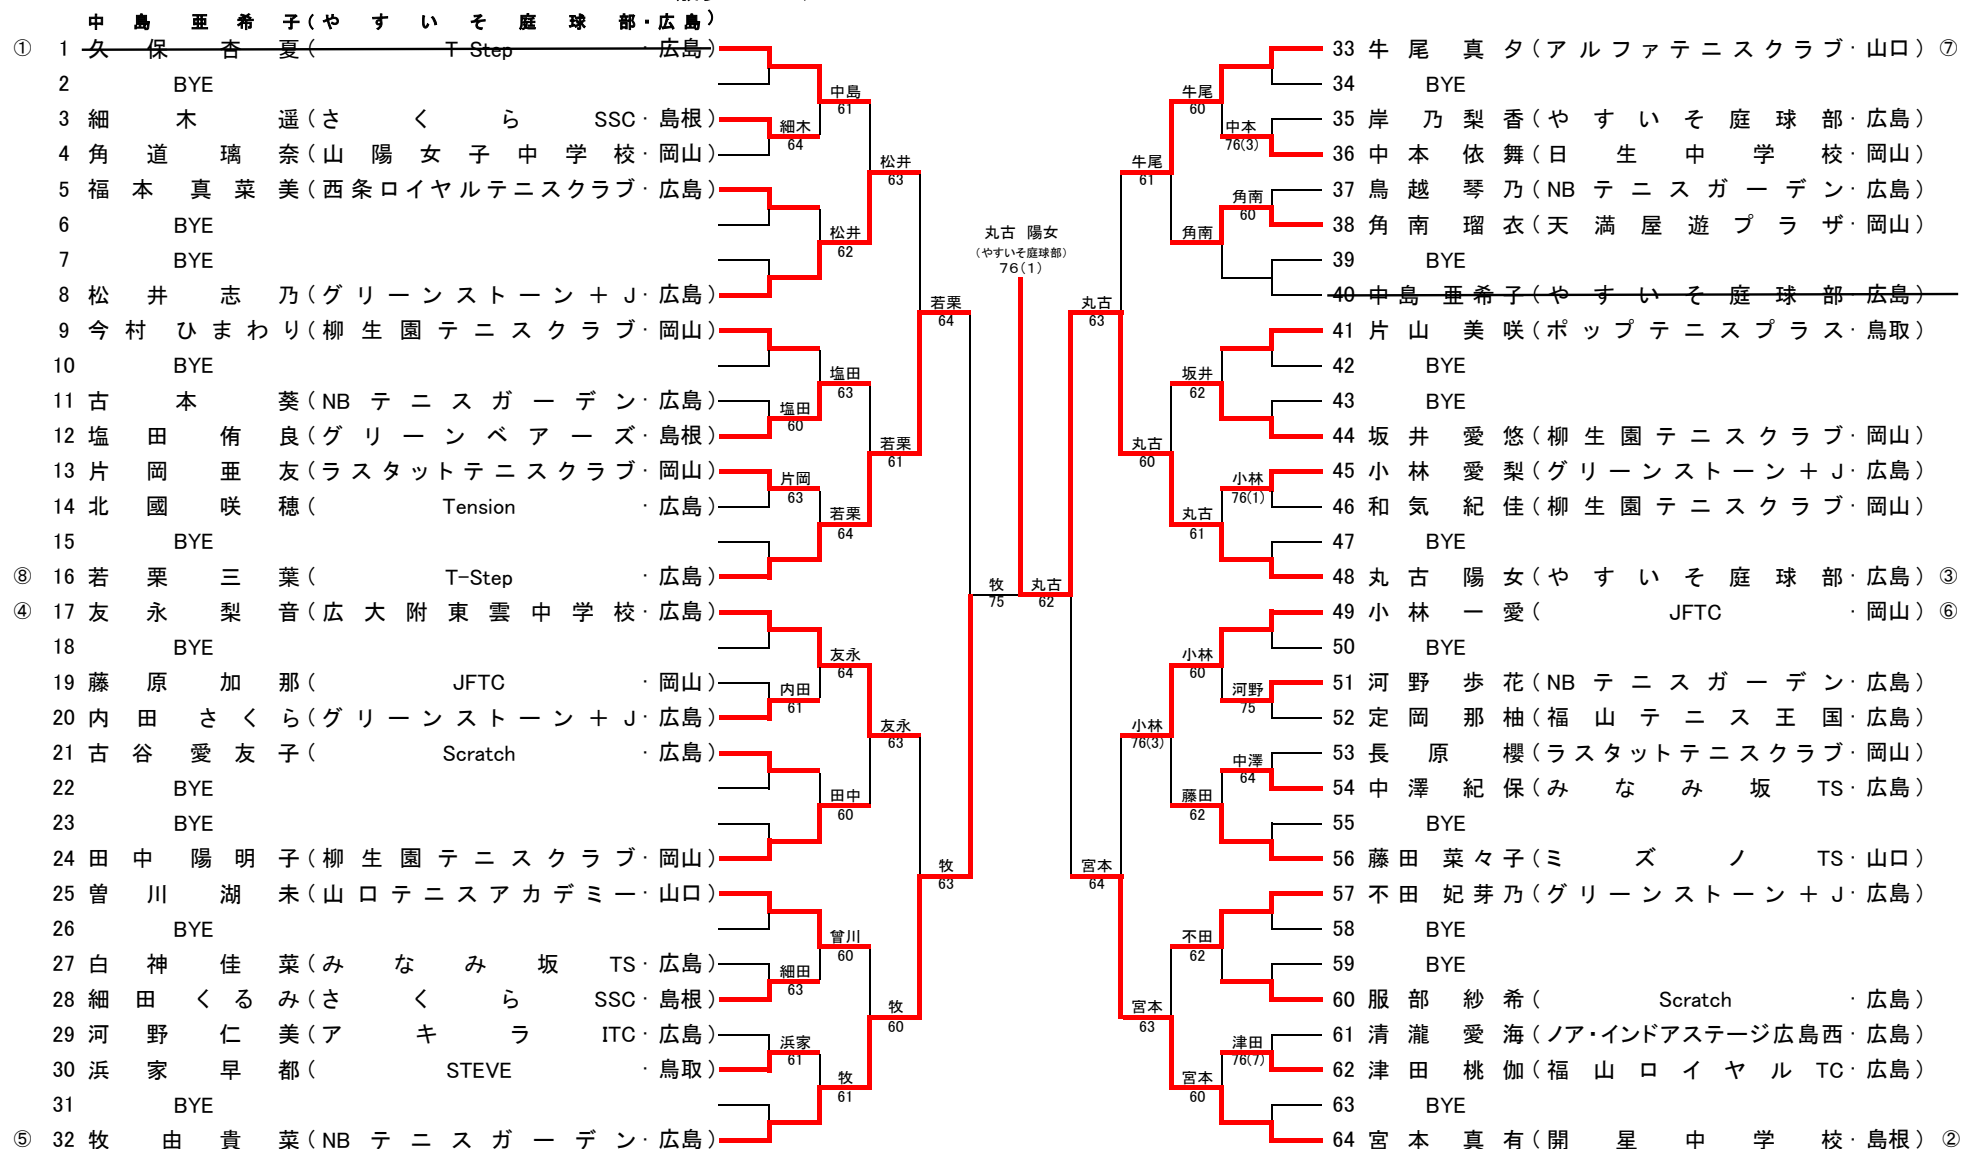 中島亜希子(やすいそ庭球部・広島)
① 1 久保杏夏(T-Step・広島)
2 BYE
3 細木遥(さくらSSC・島根)
4 角道璃奈(山陽女子中学校・岡山)
5 福本真菜美(西条ロイヤルテニスクラブ・広島)
6 BYE
7 BYE
8 松井志乃(グリーンストーン+J・広島)
9 今村ひまわり(柳生園テニスクラブ・岡山)
10 BYE
11 古本葵(NBテニスガーデン・広島)
12 塩田侑良(グリーンベアーズ・島根)
13 片岡亜友(ラスタットテニスクラブ・岡山)
14 北國咲穂(Tension・広島)
15 BYE
⑧ 16 若栗三葉(T-Step・広島)
④ 17 友永梨音(広大附東雲中学校・広島)
18 BYE
19 藤原加那(JFTC・岡山)
20 内田さくら(グリーンストーン+J・広島)
21 古谷愛友子(Scratch・広島)
22 BYE
23 BYE
24 田中陽明子(柳生園テニスクラブ・岡山)
25 曽川湖未(山口テニスアカデミー・山口)
26 BYE
27 白神佳菜(みなみ坂TS・広島)
28 細田くるみ(さくらSSC・島根)
29 河野仁美(アキラITC・広島)
30 浜家早都(STEVE・鳥取)
31 BYE
⑤ 32 牧由貴菜(NBテニスガーデン・広島)
細木
64
塩田
60
片岡
63
内田
61
細田
63
浜家
61
中島
61
松井
62
塩田
63
若栗
64
友永
64
田中
60
曾川
60
牧
61
松井
63
若栗
61
友永
63
牧
60
若栗
64
牧
63
牧
75
丸古 陽女
(やすいそ庭球部)
76(1)
丸古
62
丸古
63
宮本
64
牛尾
61
丸古
60
小林
76(3)
宮本
63
牛尾
60
角南
坂井
62
丸古
61
小林
60
藤田
62
不田
62
宮本
60
中本
76(3)
角南
60
小林
76(1)
河野
75
中澤
64
津田
76(7)
33 牛尾真夕(アルファテニスクラブ・山口) ⑦
34 BYE
35 岸乃梨香(やすいそ庭球部・広島)
36 中本依舞(日生中学校・岡山)
37 鳥越琴乃(NBテニスガーデン・広島)
38 角南瑠衣(天満屋遊プラザ・岡山)
39 BYE
40 中島亜希子(やすいそ庭球部・広島)
41 片山美咲(ポップテニスプラス・鳥取)
42 BYE
43 BYE
44 坂井愛悠(柳生園テニスクラブ・岡山)
45 小林愛梨(グリーンストーン+J・広島)
46 和気紀佳(柳生園テニスクラブ・岡山)
47 BYE
48 丸古陽女(やすいそ庭球部・広島) ③
49 小林一愛(JFTC・岡山) ⑥
50 BYE
51 河野歩花(NBテニスガーデン・広島)
52 定岡那柚(福山テニス王国・広島)
53 長原櫻(ラスタットテニスクラブ・岡山)
54 中澤紀保(みなみ坂TS・広島)
55 BYE
56 藤田菜々子(ミズノTS・山口)
57 不田妃芽乃(グリーンストーン+J・広島)
58 BYE
59 BYE
60 服部紗希(Scratch・広島)
61 清瀧愛海(ノア・インドアステージ広島西・広島)
62 津田桃伽(福山ロイヤルTC・広島)
63 BYE
64 宮本真有(開星中学校・島根) ②